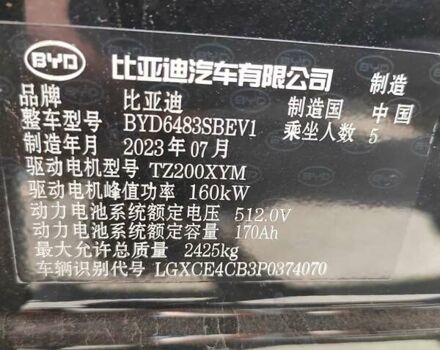 BYD 比亚迪汽车有限公司 制造
品牌 比亚迪 制造国 中国
整车型号 BYD6483SBEV1 乘坐人数 5
制造年月 2023年07月
驱动电机型号 TZ200XYM
驱动电机峰值功率 160kW
动力电池系统额定电压 512.0V
动力电池系统额定容量 170Ah
最大允许总质量 2425kg
车辆识别代号 LGXCE4CB3P0374070